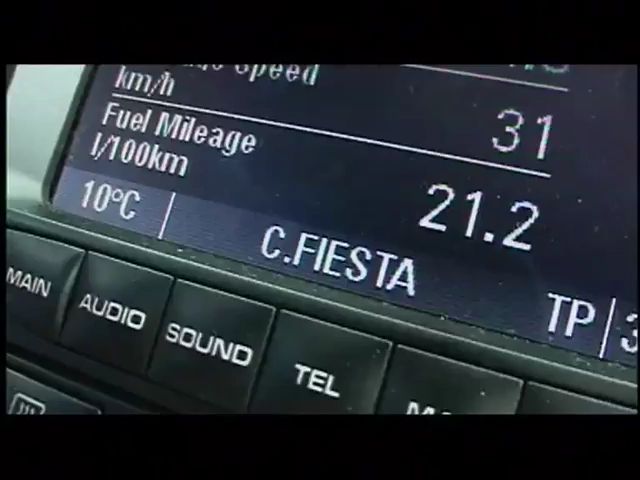 Speed
km/h
31
Fuel Mileage
l/100km
21.2
10°C
C.FIESTA
TP
MAIN
AUDIO
SOUND
TEL